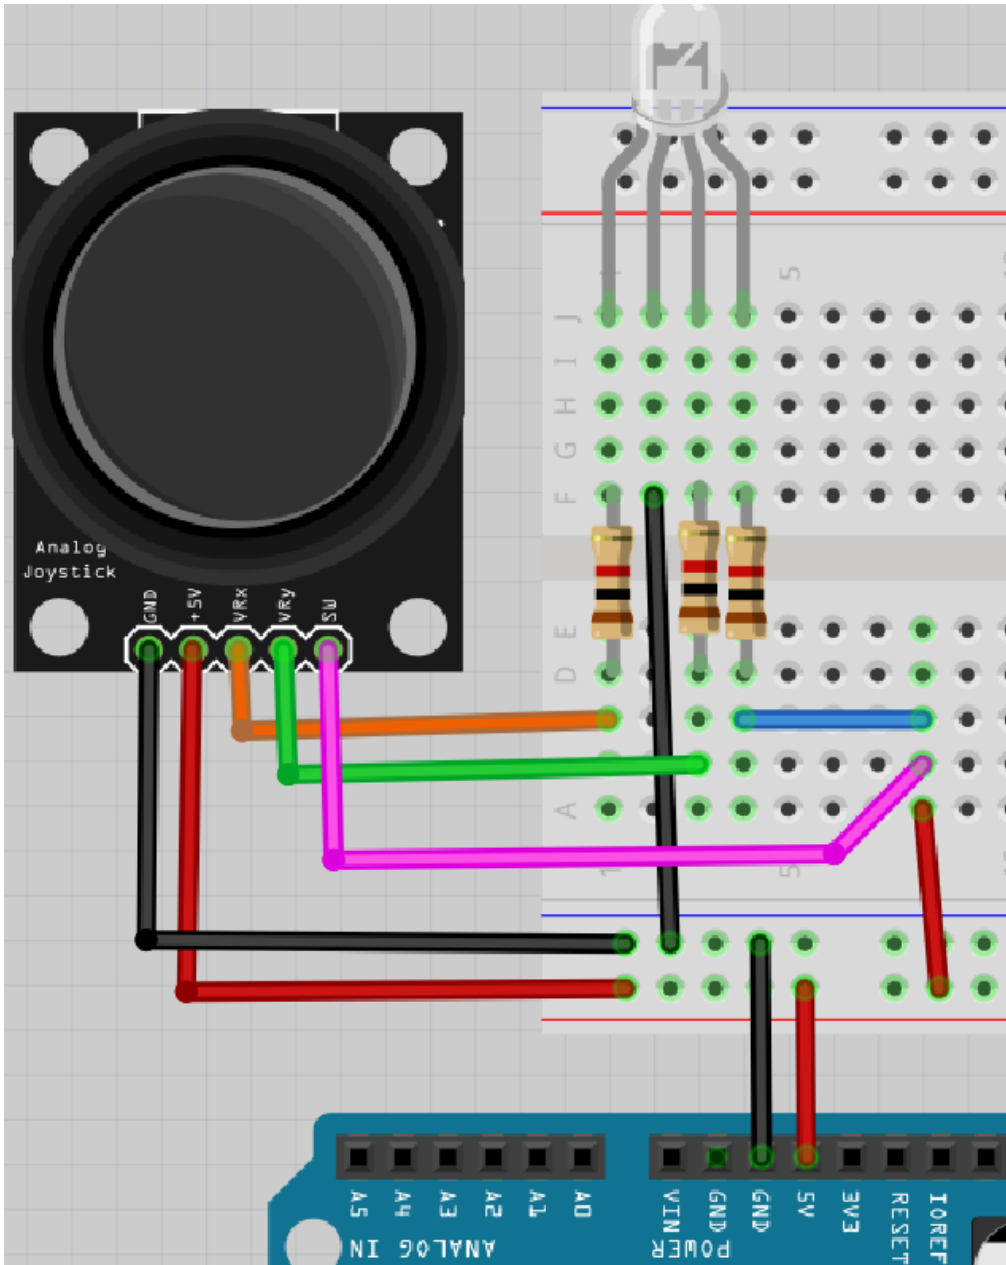 Analog
Joystick
GND
+5V
VRx
VRy
SW
5
J
I
H
G
F
E
D
A
1
5
A5
A4
A3
A2
A1
A0
VIN
GND
GND
5V
3V3
RESET
IOREF
ANALOG IN
POWER